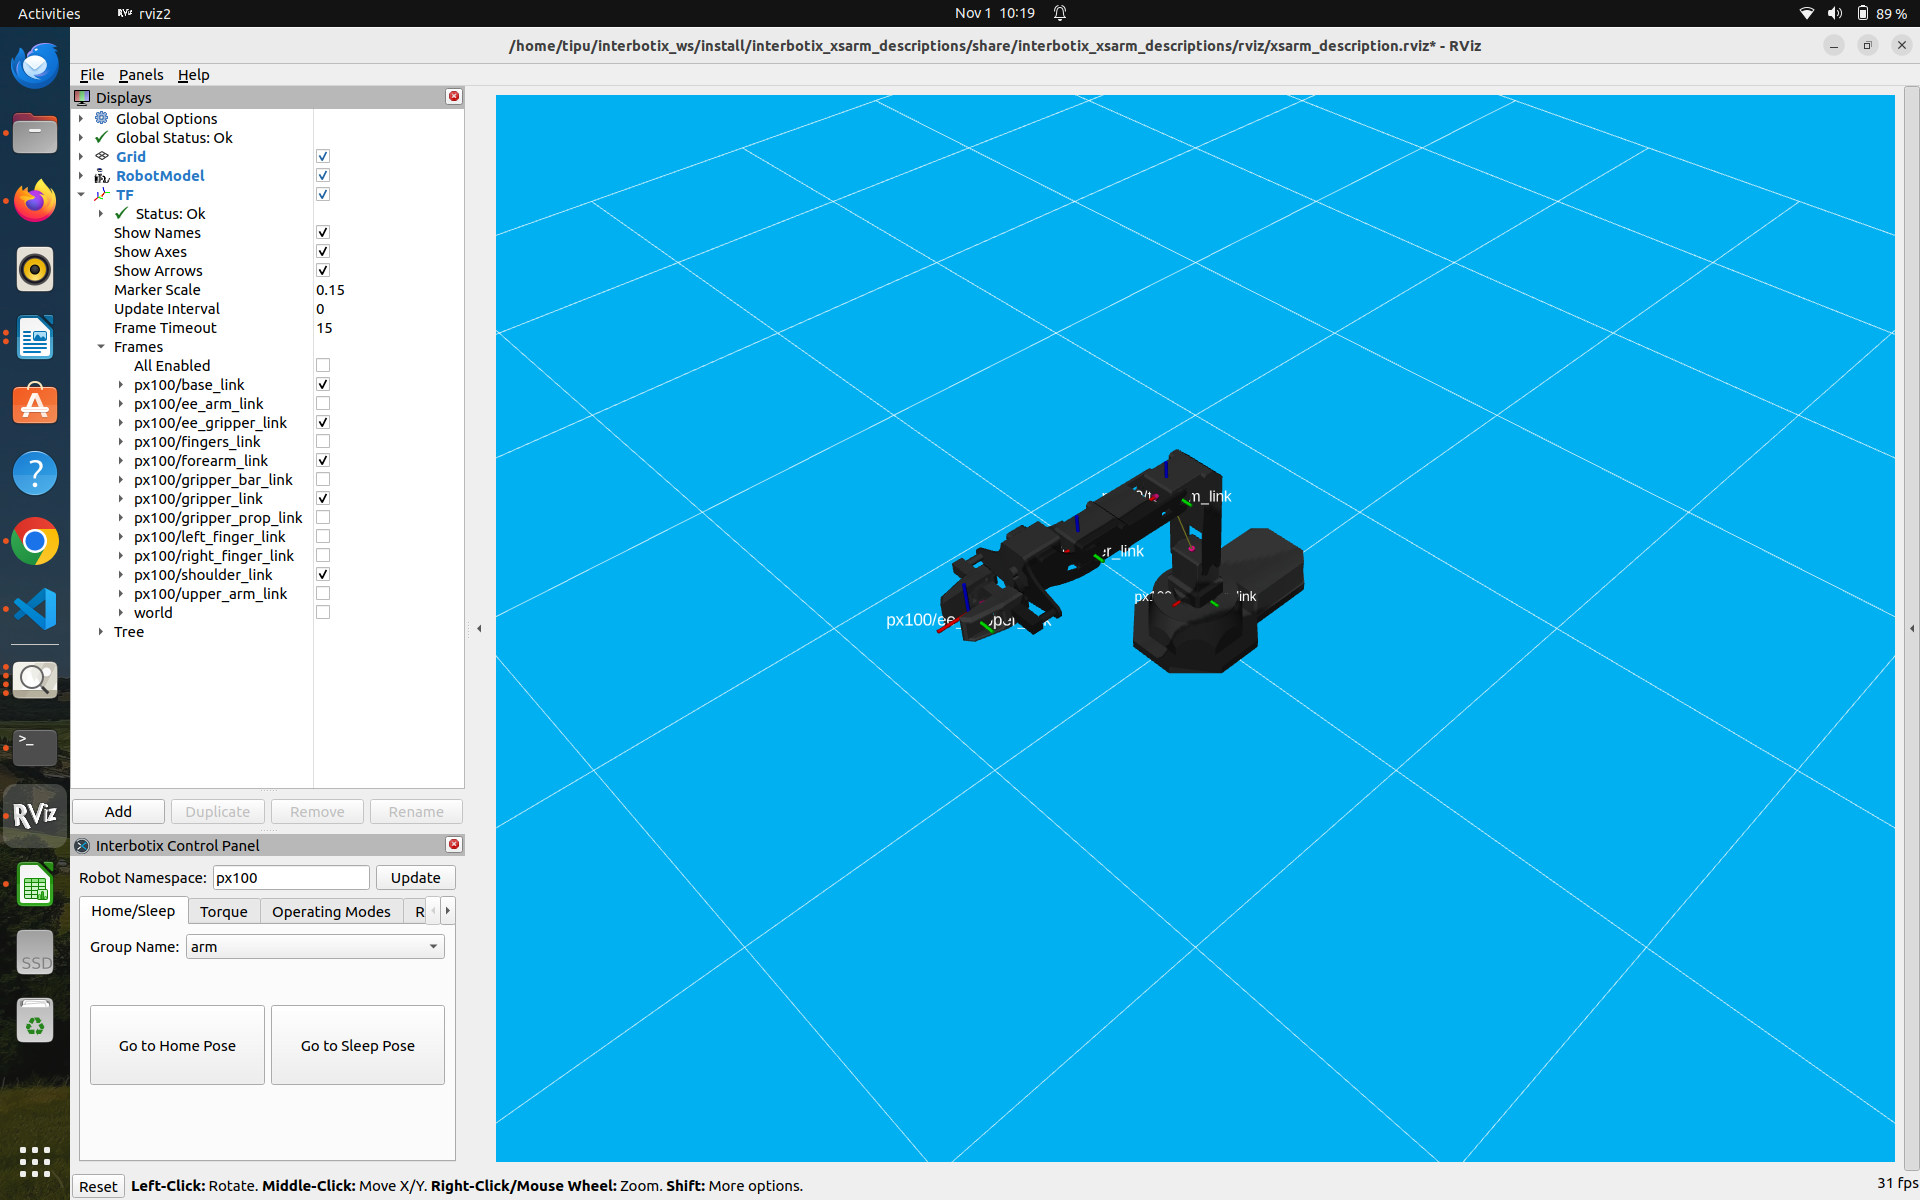 Activities
rviz2
Nov 1 10:19
89 %
/home/tipu/interbotix_ws/install/interbotix_xsarm_descriptions/share/interbotix_xsarm_descriptions/rviz/xsarm_description.rviz* - RViz
File Panels Help
Displays
Global Options
Global Status: Ok
Grid
RobotModel
TF
Status: Ok
Show Names
Show Axes
Show Arrows
Marker Scale 0.15
Update Interval 0
Frame Timeout 15
Frames
All Enabled
px100/base_link
px100/ee_arm_link
px100/ee_gripper_link
px100/fingers_link
px100/forearm_link
px100/gripper_bar_link
px100/gripper_link
px100/gripper_prop_link
px100/left_finger_link
px100/right_finger_link
px100/shoulder_link
px100/upper_arm_link
world
Tree
m_link
er_link
link
px100/ee_
Add Duplicate Remove Rename
RViz
Interbotix Control Panel
Robot Namespace: px100 Update
Home/Sleep Torque Operating Modes R
Group Name: arm
SSD
Go to Home Pose Go to Sleep Pose
Reset Left-Click: Rotate. Middle-Click: Move X/Y. Right-Click/Mouse Wheel: Zoom. Shift: More options.
31 fps